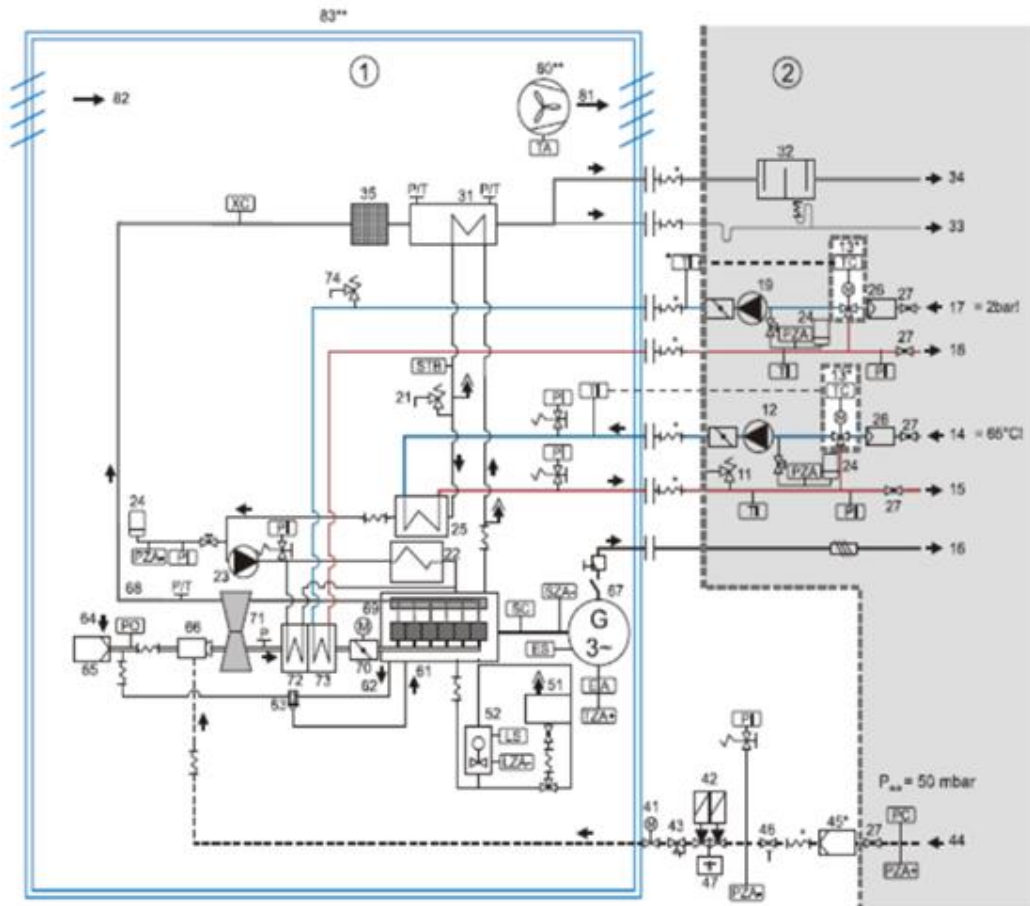 83**
1
80**
2
82
81
TA
32
34
P/T
P/T
35
31
XC
33
13*
TC
M
74
19
26
27
17 = 2bar!
24
PZA
27
18
STB
TI
PI
21
TI
PI
13*
TC
M
12
26
27
14 = 65°C!
PI
PZA
24
11
15
24
25
TI
PI
27
PI
22
16
PZA-
PI
23
68
P/T
69
SZA-
67
64
PO
71
M
SC
G
3~
66
P
ES
65
72
73
70
62
61
51
63
52
TZA+
LS
LZA-
PI
42
= 50 mbar
41
M
43
46
45*
27
PC
44
47
PZA-
PZA+